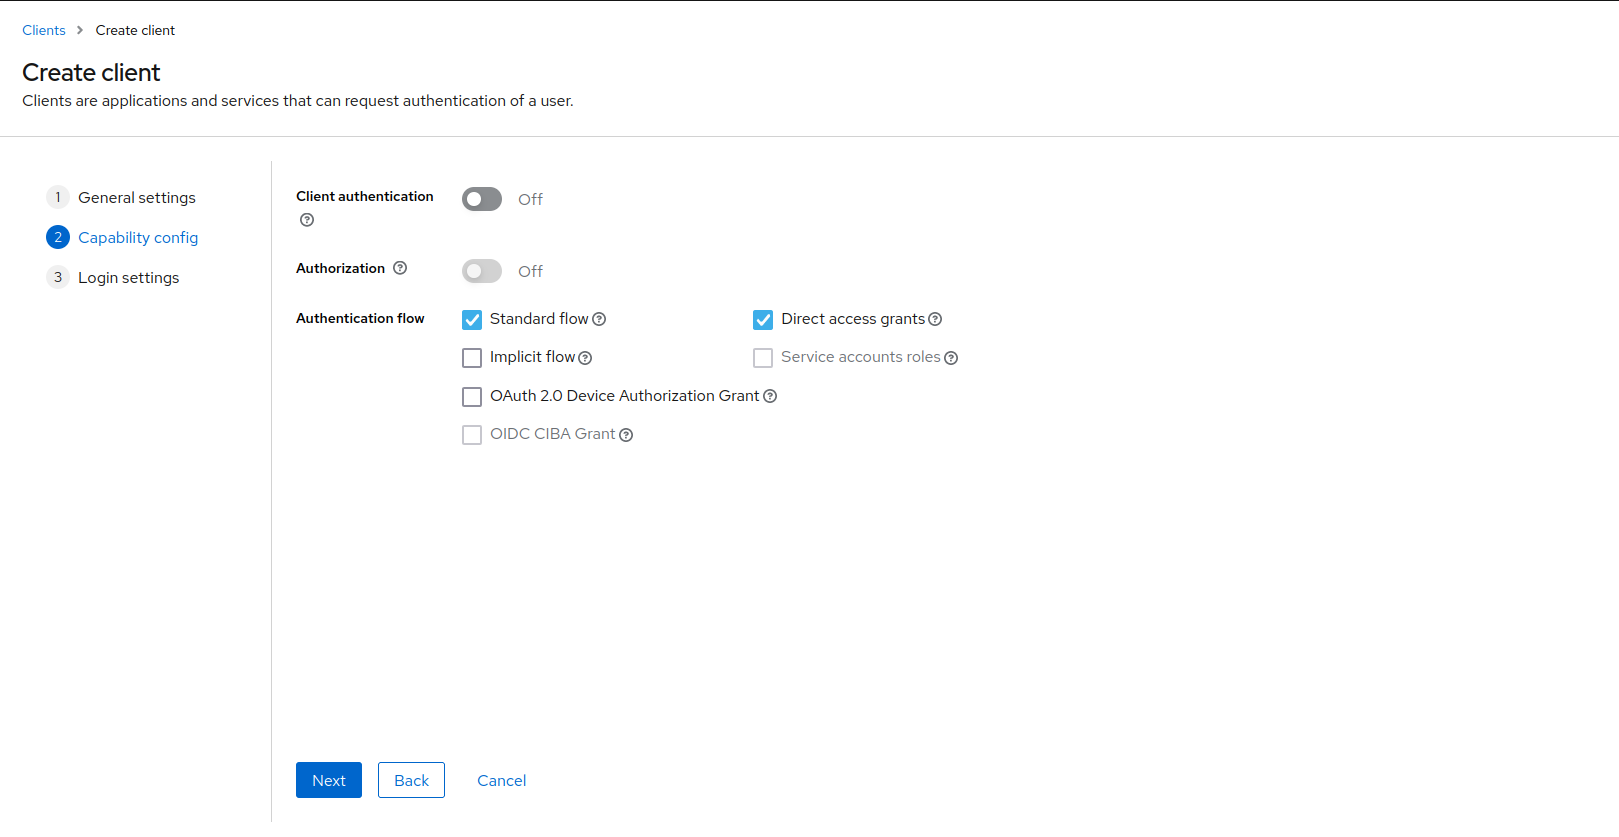 Clients > Create client
Create client
Clients are applications and services that can request authentication of a user.
1 General settings
2 Capability config
3 Login settings
Client authentication
Off
Authorization
Off
Authentication flow
Standard flow
Direct access grants
Implicit flow
Service accounts roles
OAuth 2.0 Device Authorization Grant
OIDC CIBA Grant
Next Back Cancel